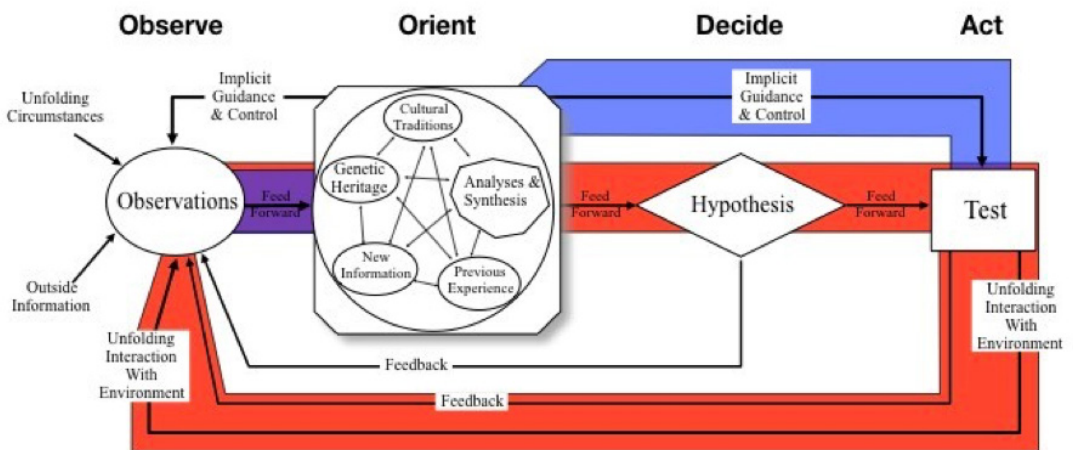 Observe
Orient
Decide
Act
Implicit
Guidance
& Control
Implicit
Guidance
& Control
Unfolding
Circumstances
Cultural
Traditions
Genetic
Heritage
Analyses &
Synthesis
Observations
Feed
Forward
Feed
Forward
Hypothesis
Feed
Forward
Test
New
Information
Previous
Experience
Outside
Information
Unfolding
Interaction
With
Environment
Unfolding
Interaction
With
Environment
Feedback
Feedback